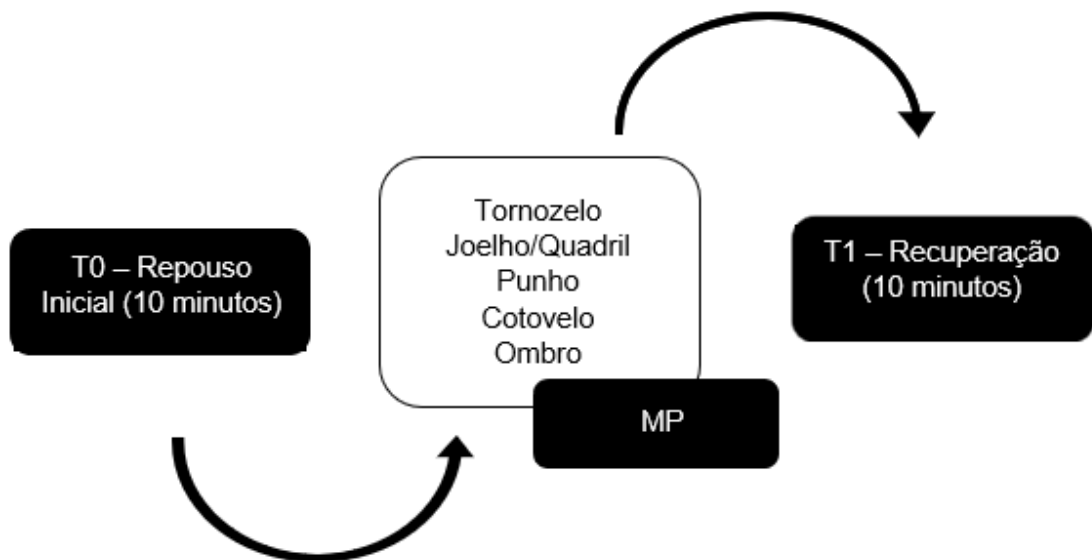 T0 – Repouso
Inicial (10 minutos)
Tornozelo
Joelho/Quadril
Punho
Cotovelo
Ombro
MP
T1 – Recuperação
(10 minutos)